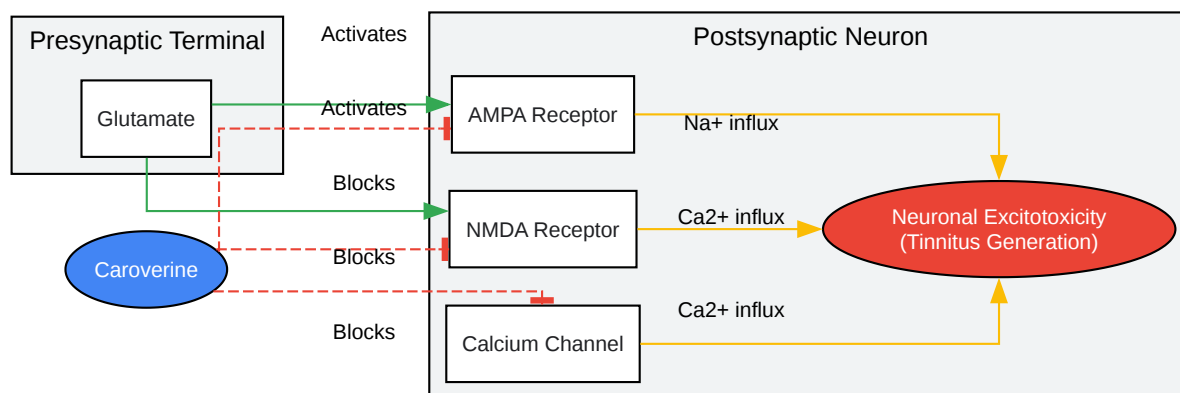 Presynaptic Terminal
Activates
Postsynaptic Neuron
Glutamate
Activates
AMPA Receptor
Na+ influx
Blocks
NMDA Receptor
Ca2+ influx
Neuronal Excitotoxicity
(Tinnitus Generation)
Caroverine
Blocks
Blocks
Calcium Channel
Ca2+ influx